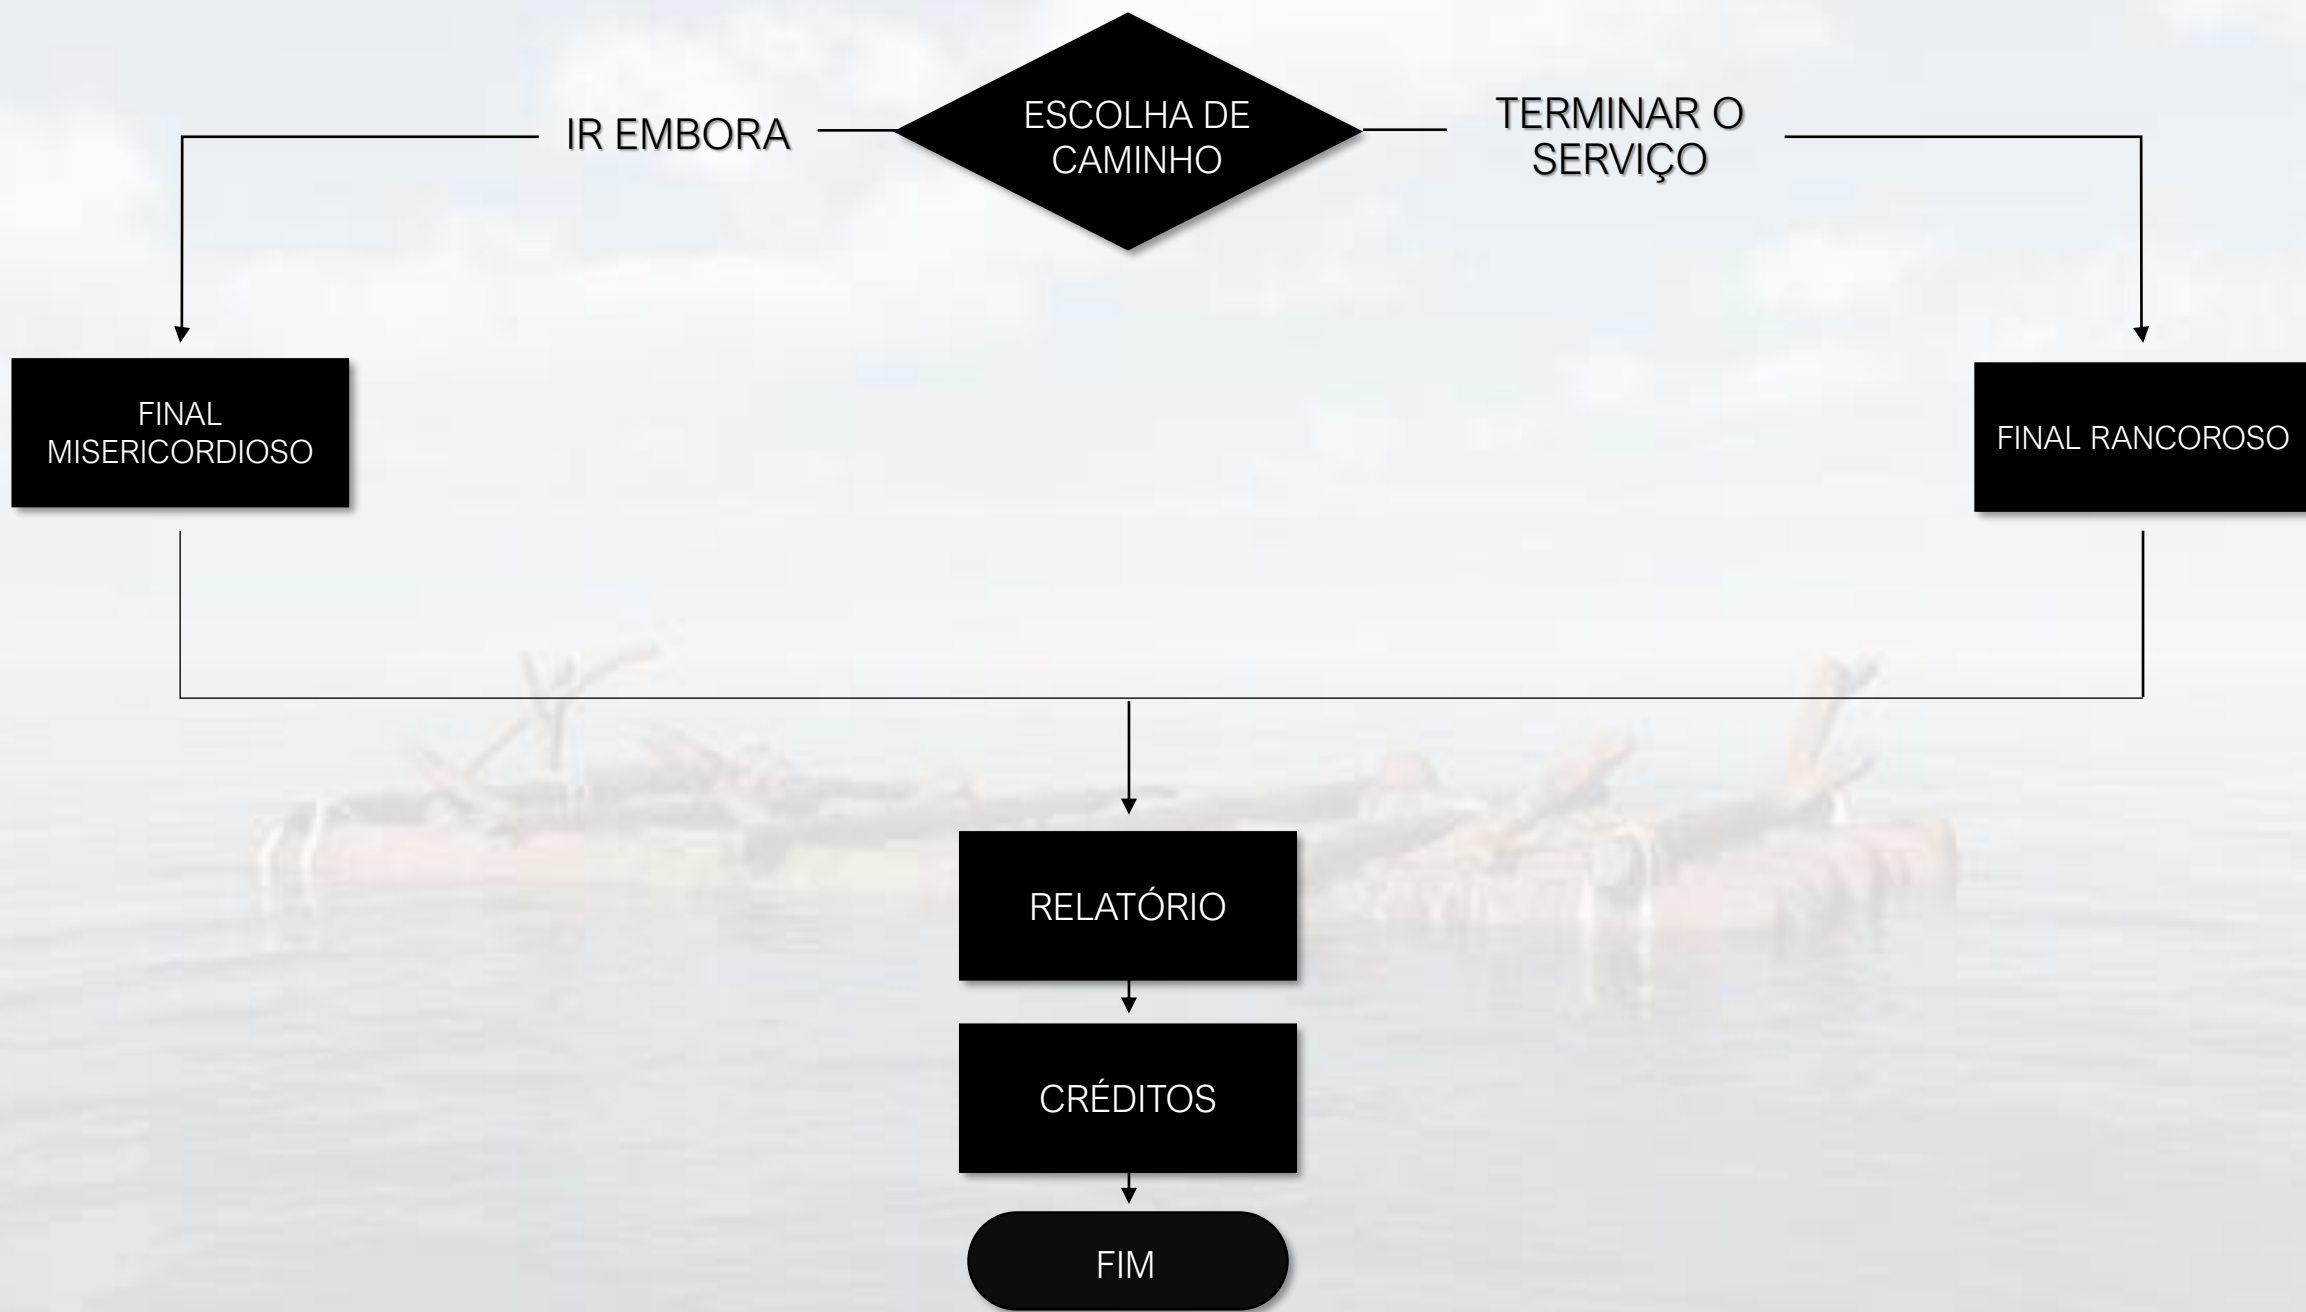 ESCOLHA DE
CAMINHO
IR EMBORA
TERMINAR O
SERVIÇO
FINAL
MISERICORDIOSO
FINAL RANCOROSO
RELATÓRIO
CRÉDITOS
FIM